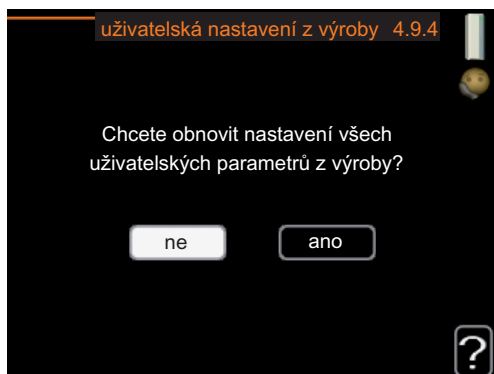 uživatelská nastavení z výroby 4.9.4
Chcete obnovit nastavení všech
uživatelských parametrů z výroby?
ne ano
?